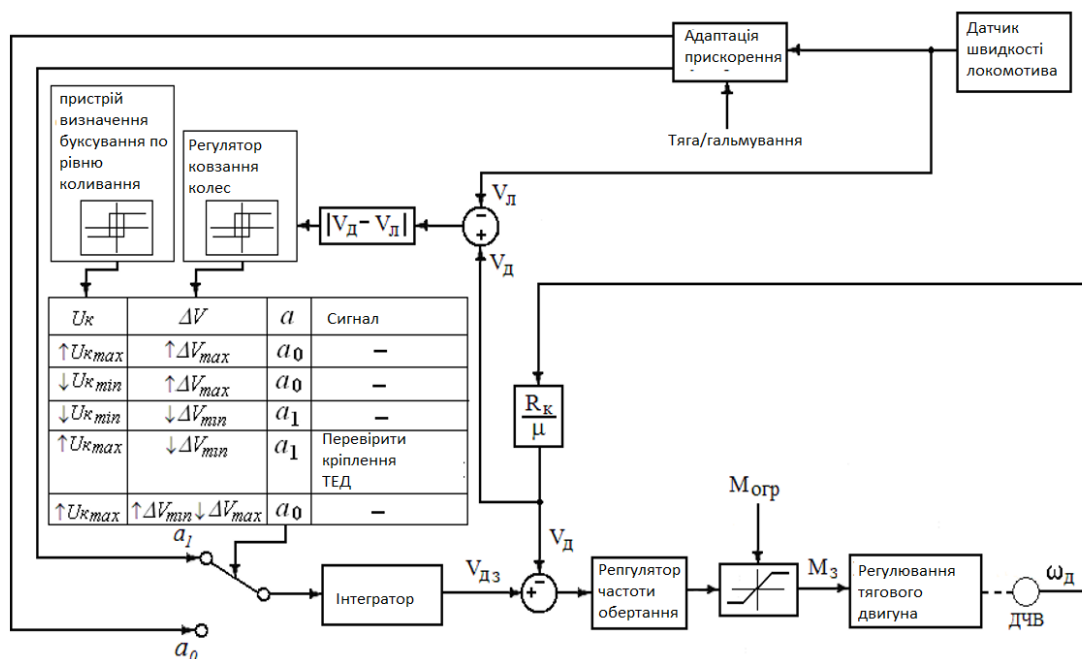 Адаптація
прискорення
Датчик
швидкості
локомотива
Тяга/гальмування
пристрій
визначення
буксування по
рівню
коливання
Регулятор
ковзання
колес
|Vд – Vл|
Vл
–
+
Vд
Uк ΔV a Сигнал
↑Uкmax ↑ΔVmax a0 –
↓Uкmin ↑ΔVmax a0 –
↓Uкmin ↓ΔVmin a1 –
↑Uкmax ↓ΔVmin a1 Перевірити
кріплення
ТЕД
↑Uкmax ↑ΔVmin↓ΔVmax a0 –
Rк
μ
a1
a0
Інтегратор
Vдз
Vд
+ –
Репгулятор
частоти
обертання
Mогр
Mз
Регулювання
тягового
двигуна
ДЧВ
ωд